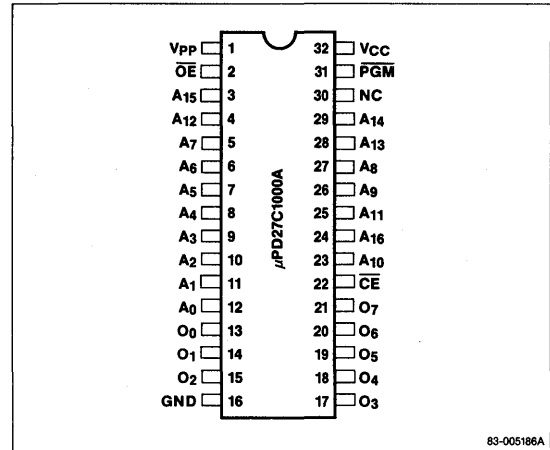 VPP 1 32 VCC
OE 2 31 PGM
A15 3 30 NC
A12 4 29 A14
A7 5 28 A13
A6 6 27 A8
A5 7 26 A9
A4 8 25 A11
A3 9 24 A16
A2 10 23 A10
A1 11 22 CE
A0 12 21 O7
O0 13 20 O6
O1 14 19 O5
O2 15 18 O4
GND 16 17 O3
μPD27C1000A
83-005186A